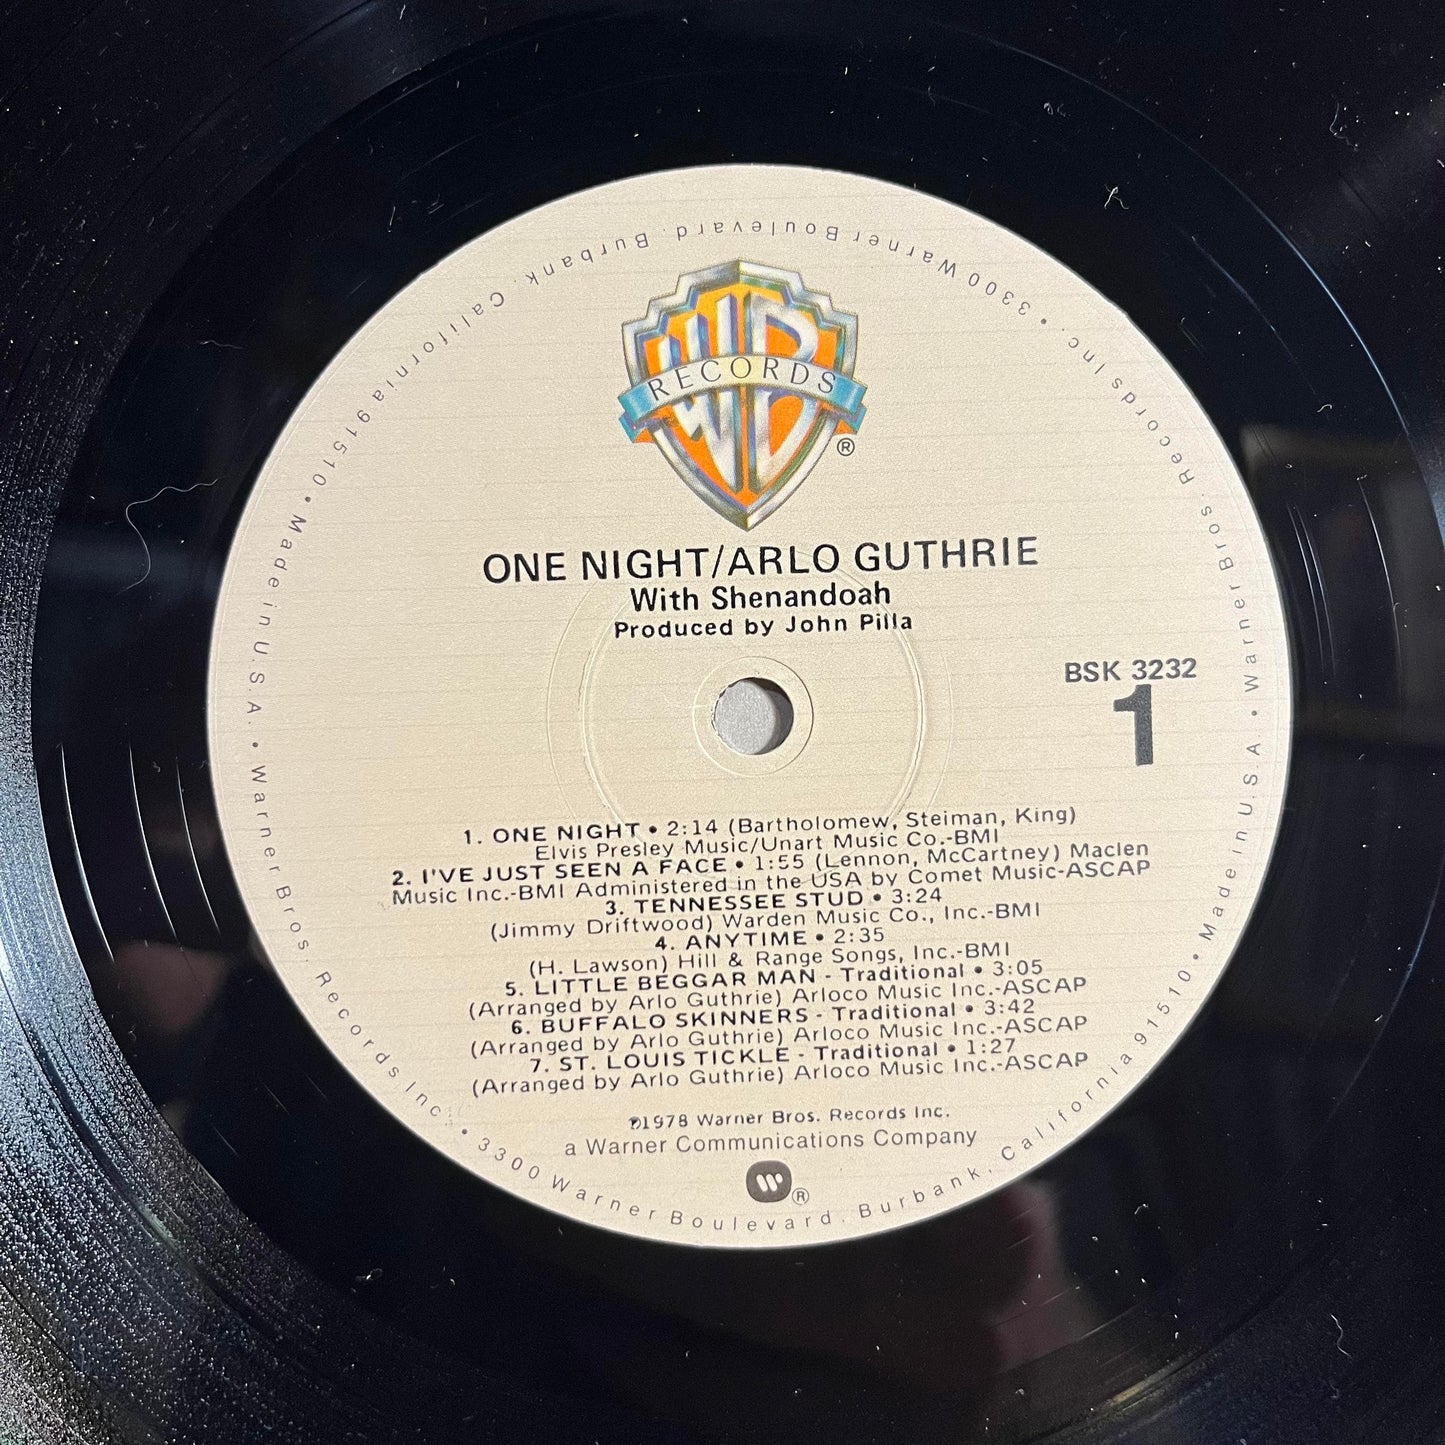 WB
RECORDS
®
ONE NIGHT/ARLO GUTHRIE
With Shenandoah
Produced by John Pilla
BSK 3232
1
1. ONE NIGHT • 2:14 (Bartholomew, Steiman, King)
Elvis Presley Music/Unart Music Co.-BMI
2. I'VE JUST SEEN A FACE • 1:55 (Lennon, McCartney) Maclen
Music Inc.-BMI Administered in the USA by Comet Music-ASCAP
3. TENNESSEE STUD • 3:24
(Jimmy Driftwood) Warden Music Co., Inc.-BMI
4. ANYTIME • 2:35
(H. Lawson) Hill & Range Songs, Inc.-BMI
5. LITTLE BEGGAR MAN - Traditional • 3:05
(Arranged by Arlo Guthrie) Arloco Music Inc.-ASCAP
6. BUFFALO SKINNERS - Traditional • 3:42
(Arranged by Arlo Guthrie) Arloco Music Inc.-ASCAP
7. ST. LOUIS TICKLE - Traditional • 1:27
(Arranged by Arlo Guthrie) Arloco Music Inc.-ASCAP
℗1978 Warner Bros. Records Inc.
a Warner Communications Company
W ®
Warner Bros. Records Inc. • 3300 Warner Boulevard, Burbank, California 91510 • Made in U.S.A. • Warner Bros. Records Inc. • 3300 Warner Boulevard, Burbank, California 91510 • Made in U.S.A. •